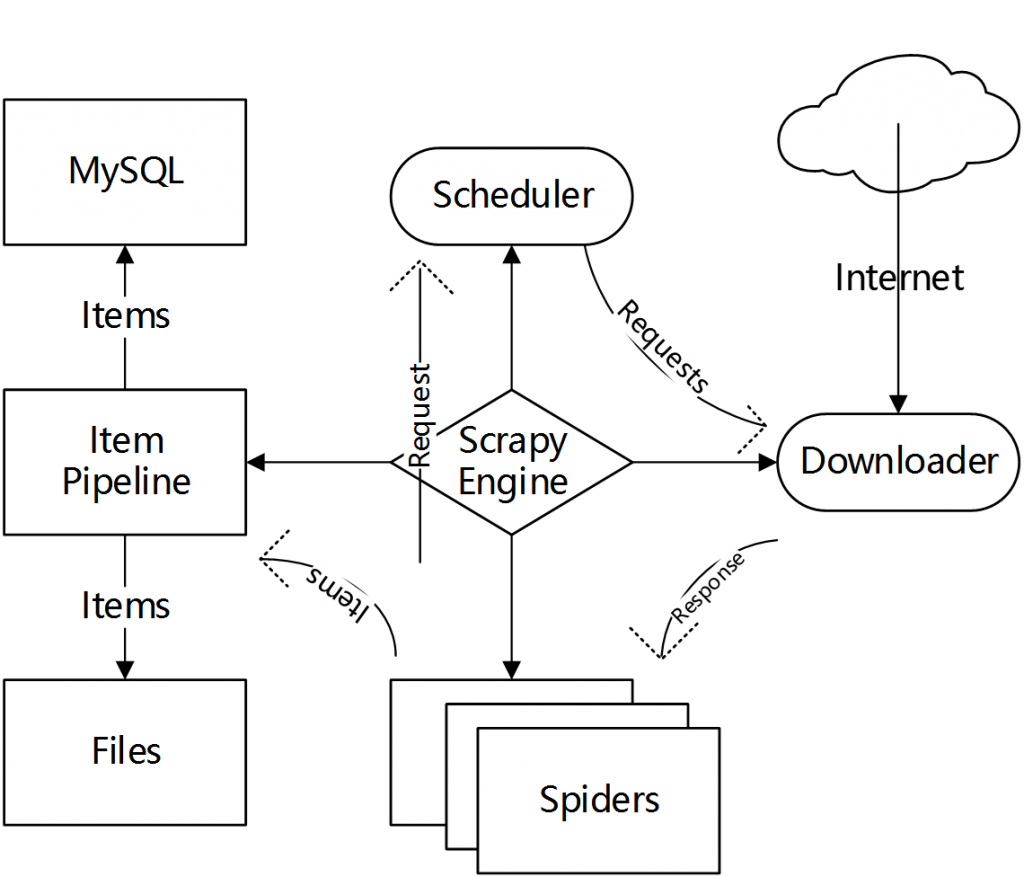 MySQL
Scheduler
Internet
Items
Requests
Request
Item
Pipeline
Scrapy
Engine
Downloader
Items
Items
Response
Files
Spiders